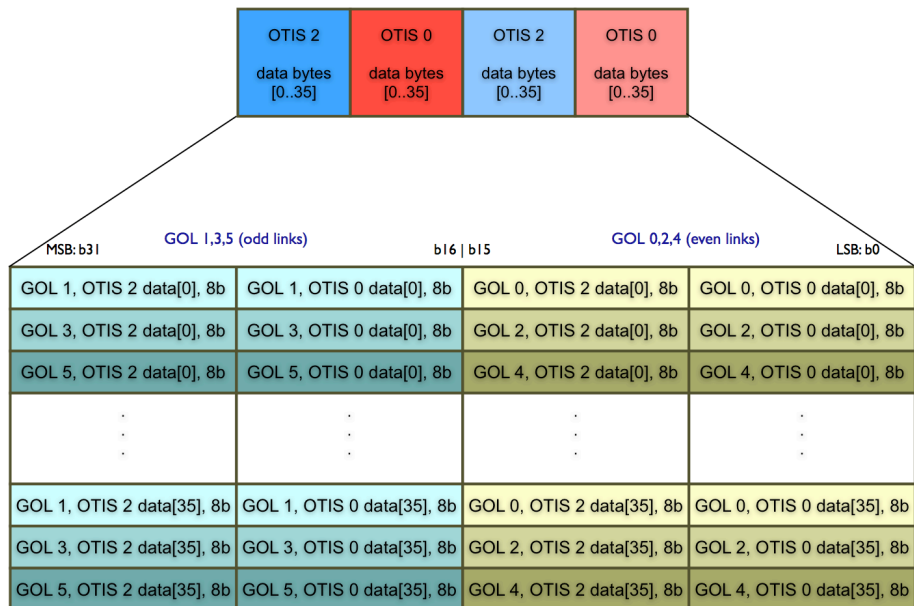 OTIS 2 OTIS 0 OTIS 2 OTIS 0
data bytes data bytes data bytes data bytes
[0..35] [0..35] [0..35] [0..35]
GOL 1,3,5 (odd links) GOL 0,2,4 (even links)
MSB: b31 b16 | b15 LSB: b0
GOL 1, OTIS 2 data[0], 8b GOL 1, OTIS 0 data[0], 8b GOL 0, OTIS 2 data[0], 8b GOL 0, OTIS 0 data[0], 8b
GOL 3, OTIS 2 data[0], 8b GOL 3, OTIS 0 data[0], 8b GOL 2, OTIS 2 data[0], 8b GOL 2, OTIS 0 data[0], 8b
GOL 5, OTIS 2 data[0], 8b GOL 5, OTIS 0 data[0], 8b GOL 4, OTIS 2 data[0], 8b GOL 4, OTIS 0 data[0], 8b
. . . .
. . . .
. . . .
GOL 1, OTIS 2 data[35], 8b GOL 1, OTIS 0 data[35], 8b GOL 0, OTIS 2 data[35], 8b GOL 0, OTIS 0 data[35], 8b
GOL 3, OTIS 2 data[35], 8b GOL 3, OTIS 0 data[35], 8b GOL 2, OTIS 2 data[35], 8b GOL 2, OTIS 0 data[35], 8b
GOL 5, OTIS 2 data[35], 8b GOL 5, OTIS 0 data[35], 8b GOL 4, OTIS 2 data[35], 8b GOL 4, OTIS 0 data[35], 8b